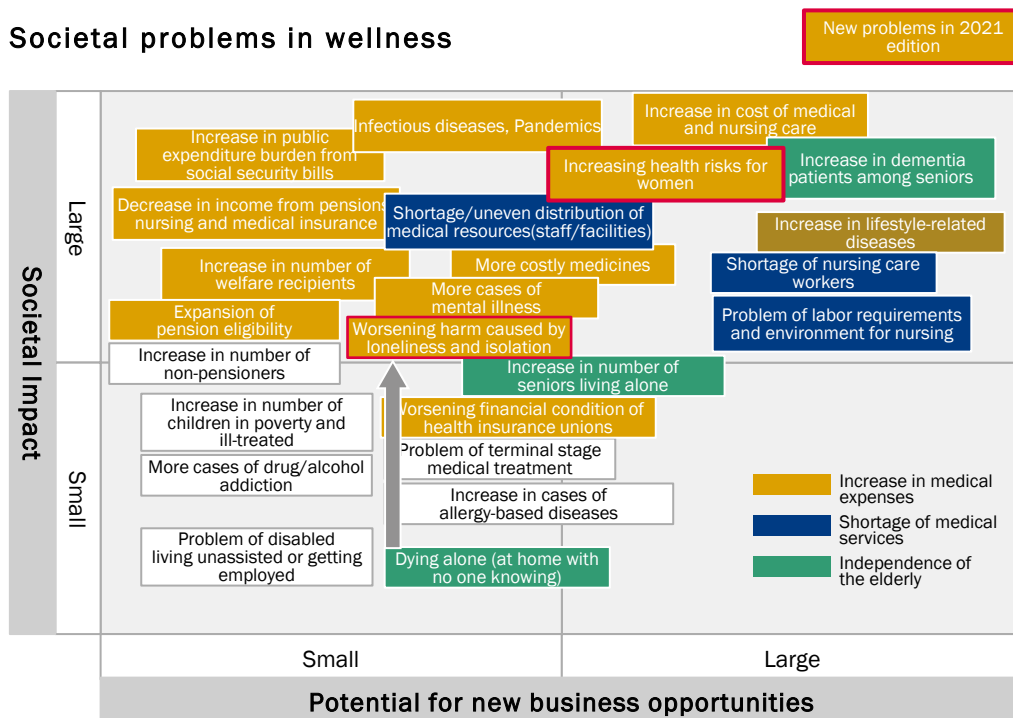 Societal problems in wellness
New problems in 2021
edition
Societal Impact
Large
Small
Infectious diseases, Pandemics
Increase in cost of medical
and nursing care
Increase in public
expenditure burden from
social security bills
Increasing health risks for
women
Increase in dementia
patients among seniors
Decrease in income from pensions
nursing and medical insurance
Shortage/uneven distribution of
medical resources(staff/facilities)
Increase in lifestyle-related
diseases
Increase in number of
welfare recipients
More costly medicines
Shortage of nursing care
workers
More cases of
mental illness
Expansion of
pension eligibility
Problem of labor requirements
and environment for nursing
Worsening harm caused by
loneliness and isolation
Increase in number of
non-pensioners
Increase in number of
seniors living alone
Increase in number of
children in poverty and
ill-treated
Worsening financial condition of
health insurance unions
Problem of terminal stage
medical treatment
More cases of drug/alcohol
addiction
Increase in cases of
allergy-based diseases
Problem of disabled
living unassisted or getting
employed
Dying alone (at home with
no one knowing)
Increase in medical
expenses
Shortage of medical
services
Independence of
the elderly
Small
Large
Potential for new business opportunities